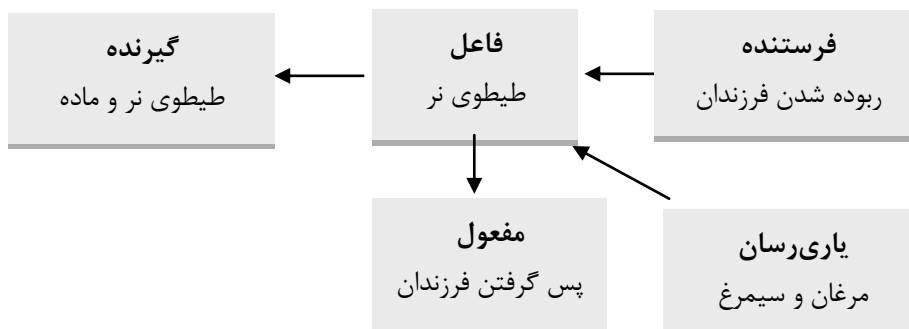 فرستنده
ربوده شدن فرزندان
فاعل
طیطوی نر
گیرنده
طیطوی نر و ماده
یاری‌رسان
مرغان و سیمرغ
مفعول
پس گرفتن فرزندان